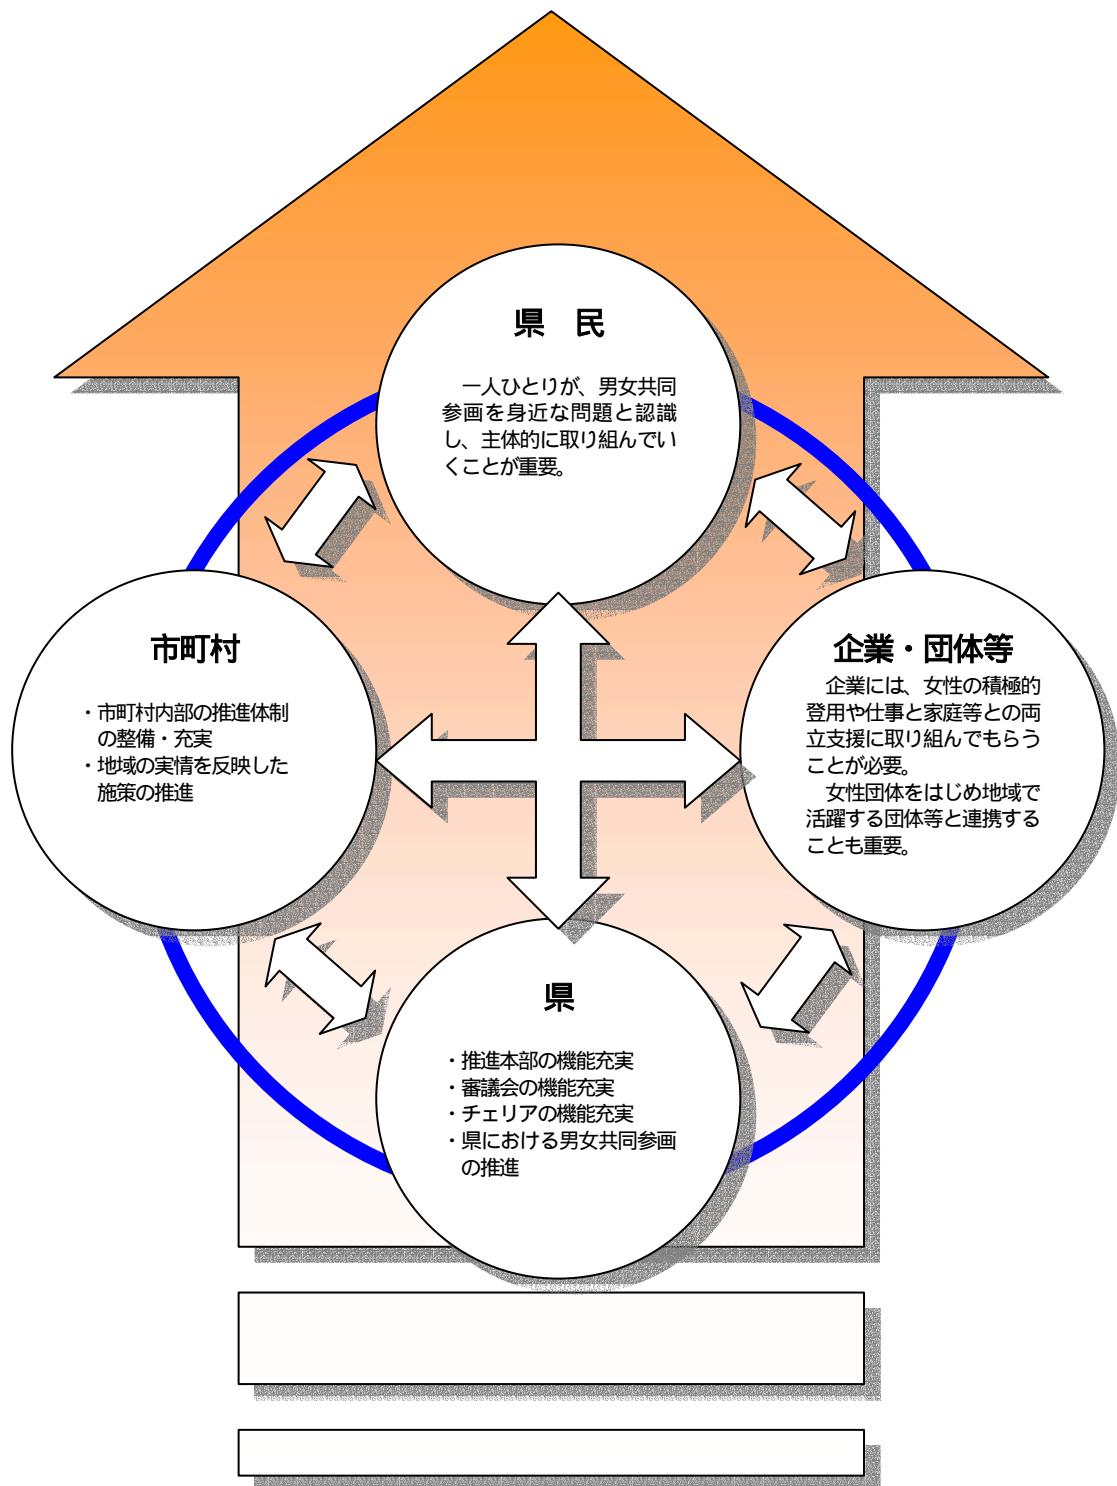 県　民
一人ひとりが、男女共同
参画を身近な問題と認識
し、主体的に取り組んでい
くことが重要。
市町村
・市町村内部の推進体制
の整備・充実
・地域の実情を反映した
施策の推進
企業・団体等
企業には、女性の積極的
登用や仕事と家庭等との両
立支援に取り組んでもらう
ことが必要。
女性団体をはじめ地域で
活躍する団体等と連携する
ことも重要。
県
・推進本部の機能充実
・審議会の機能充実
・チェリアの機能充実
・県における男女共同参画
の推進